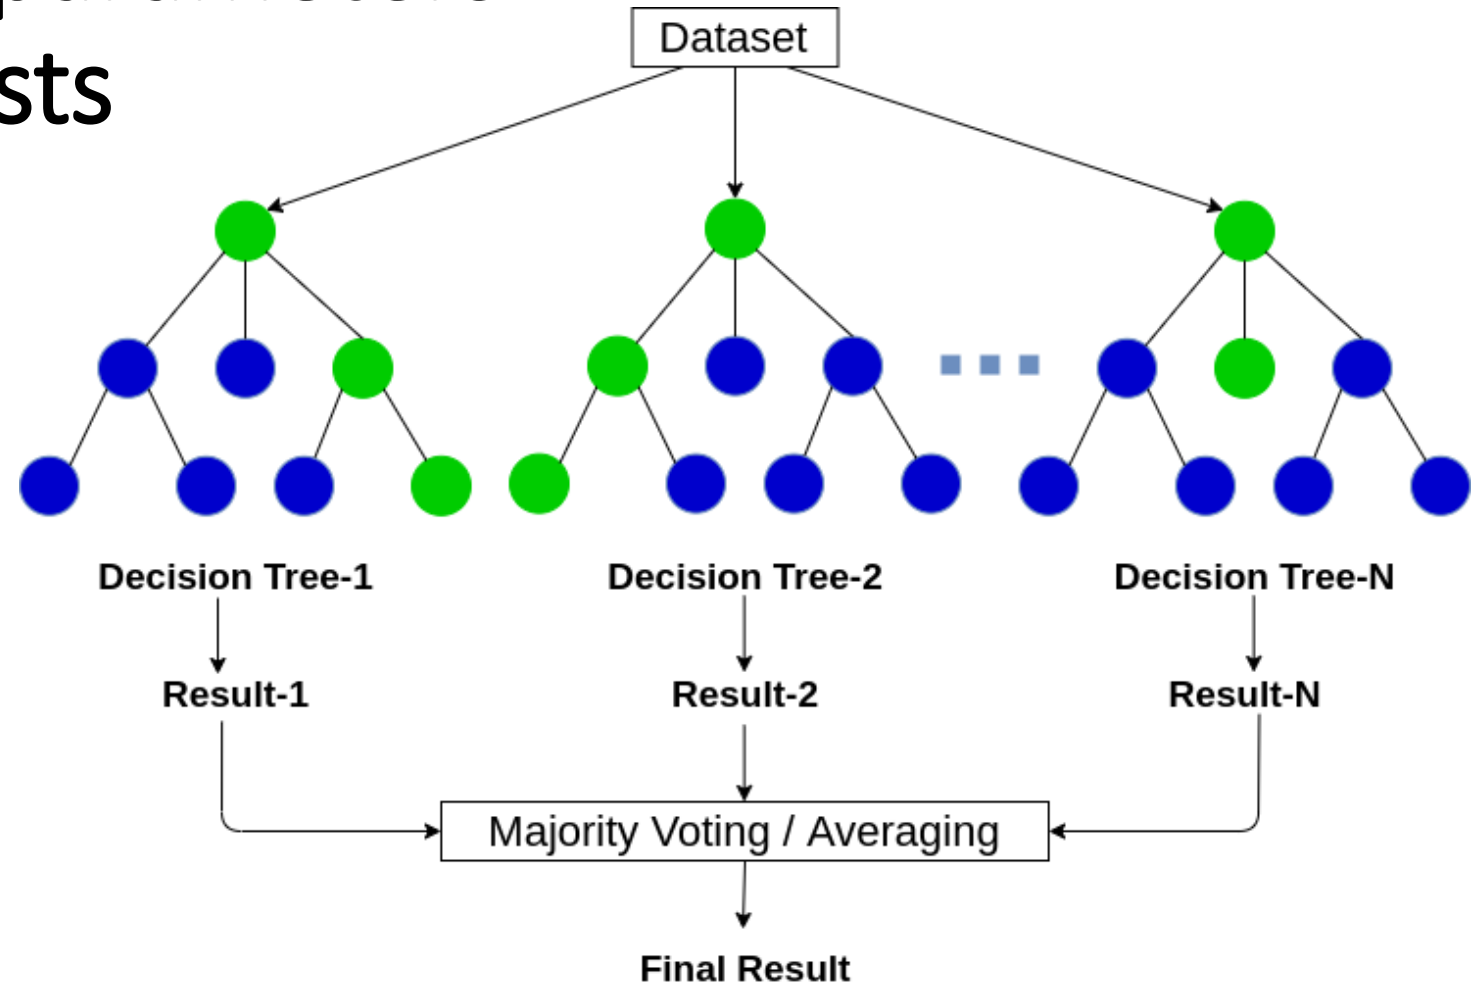 sts
Dataset
Decision Tree-1
Decision Tree-2
Decision Tree-N
Result-1
Result-2
Result-N
Majority Voting / Averaging
Final Result